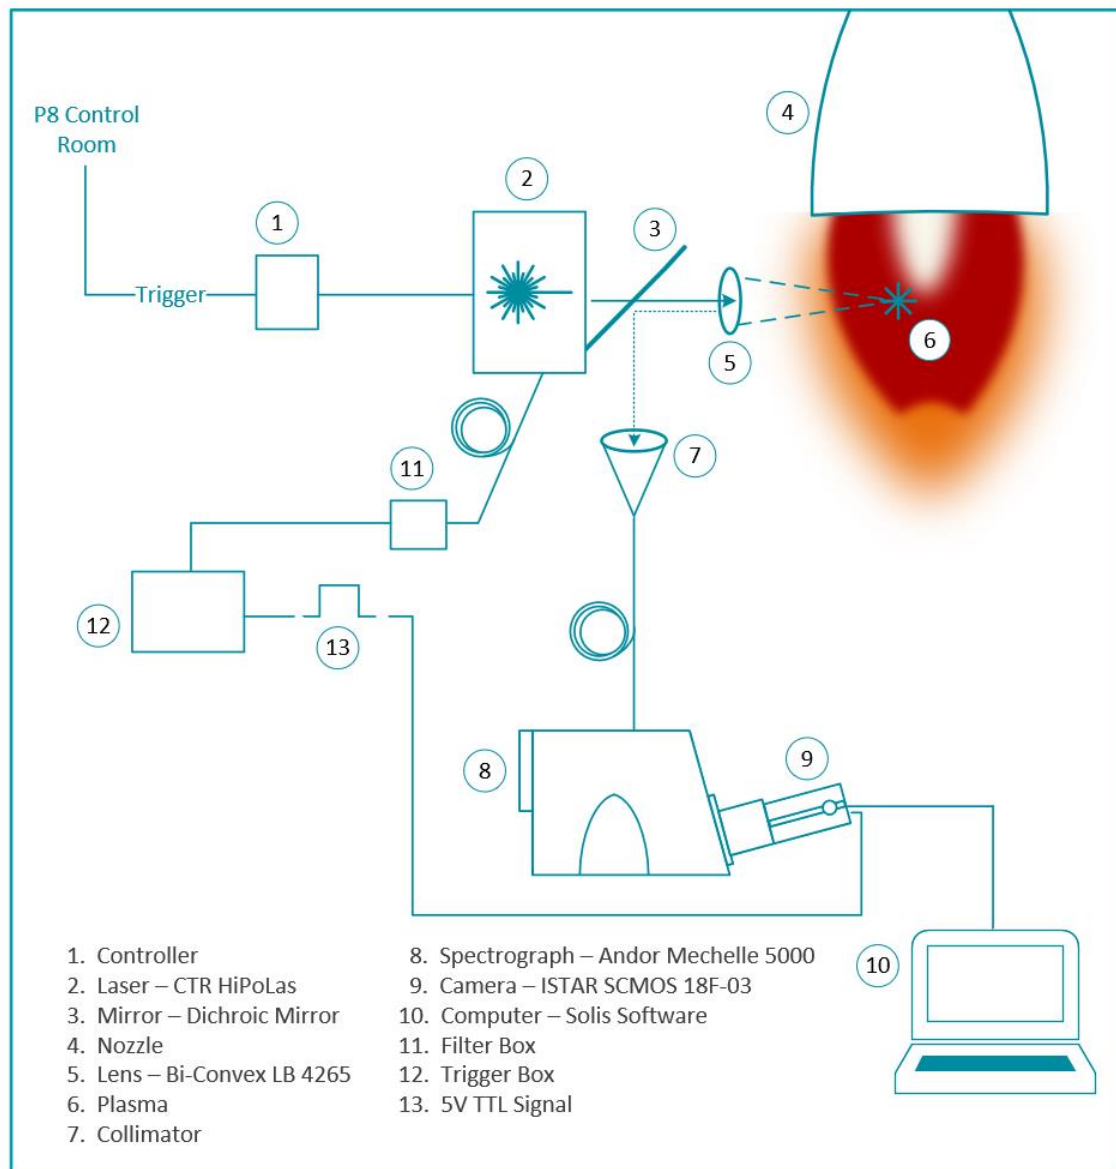 P8 Control
Room
Trigger
1
2
3
4
5
6
7
8
9
10
11
12
13
1. Controller
2. Laser – CTR HiPoLas
3. Mirror – Dichroic Mirror
4. Nozzle
5. Lens – Bi-Convex LB 4265
6. Plasma
7. Collimator
8. Spectrograph – Andor Mechelle 5000
9. Camera – ISTAR SCMOS 18F-03
10. Computer – Solis Software
11. Filter Box
12. Trigger Box
13. 5V TTL Signal